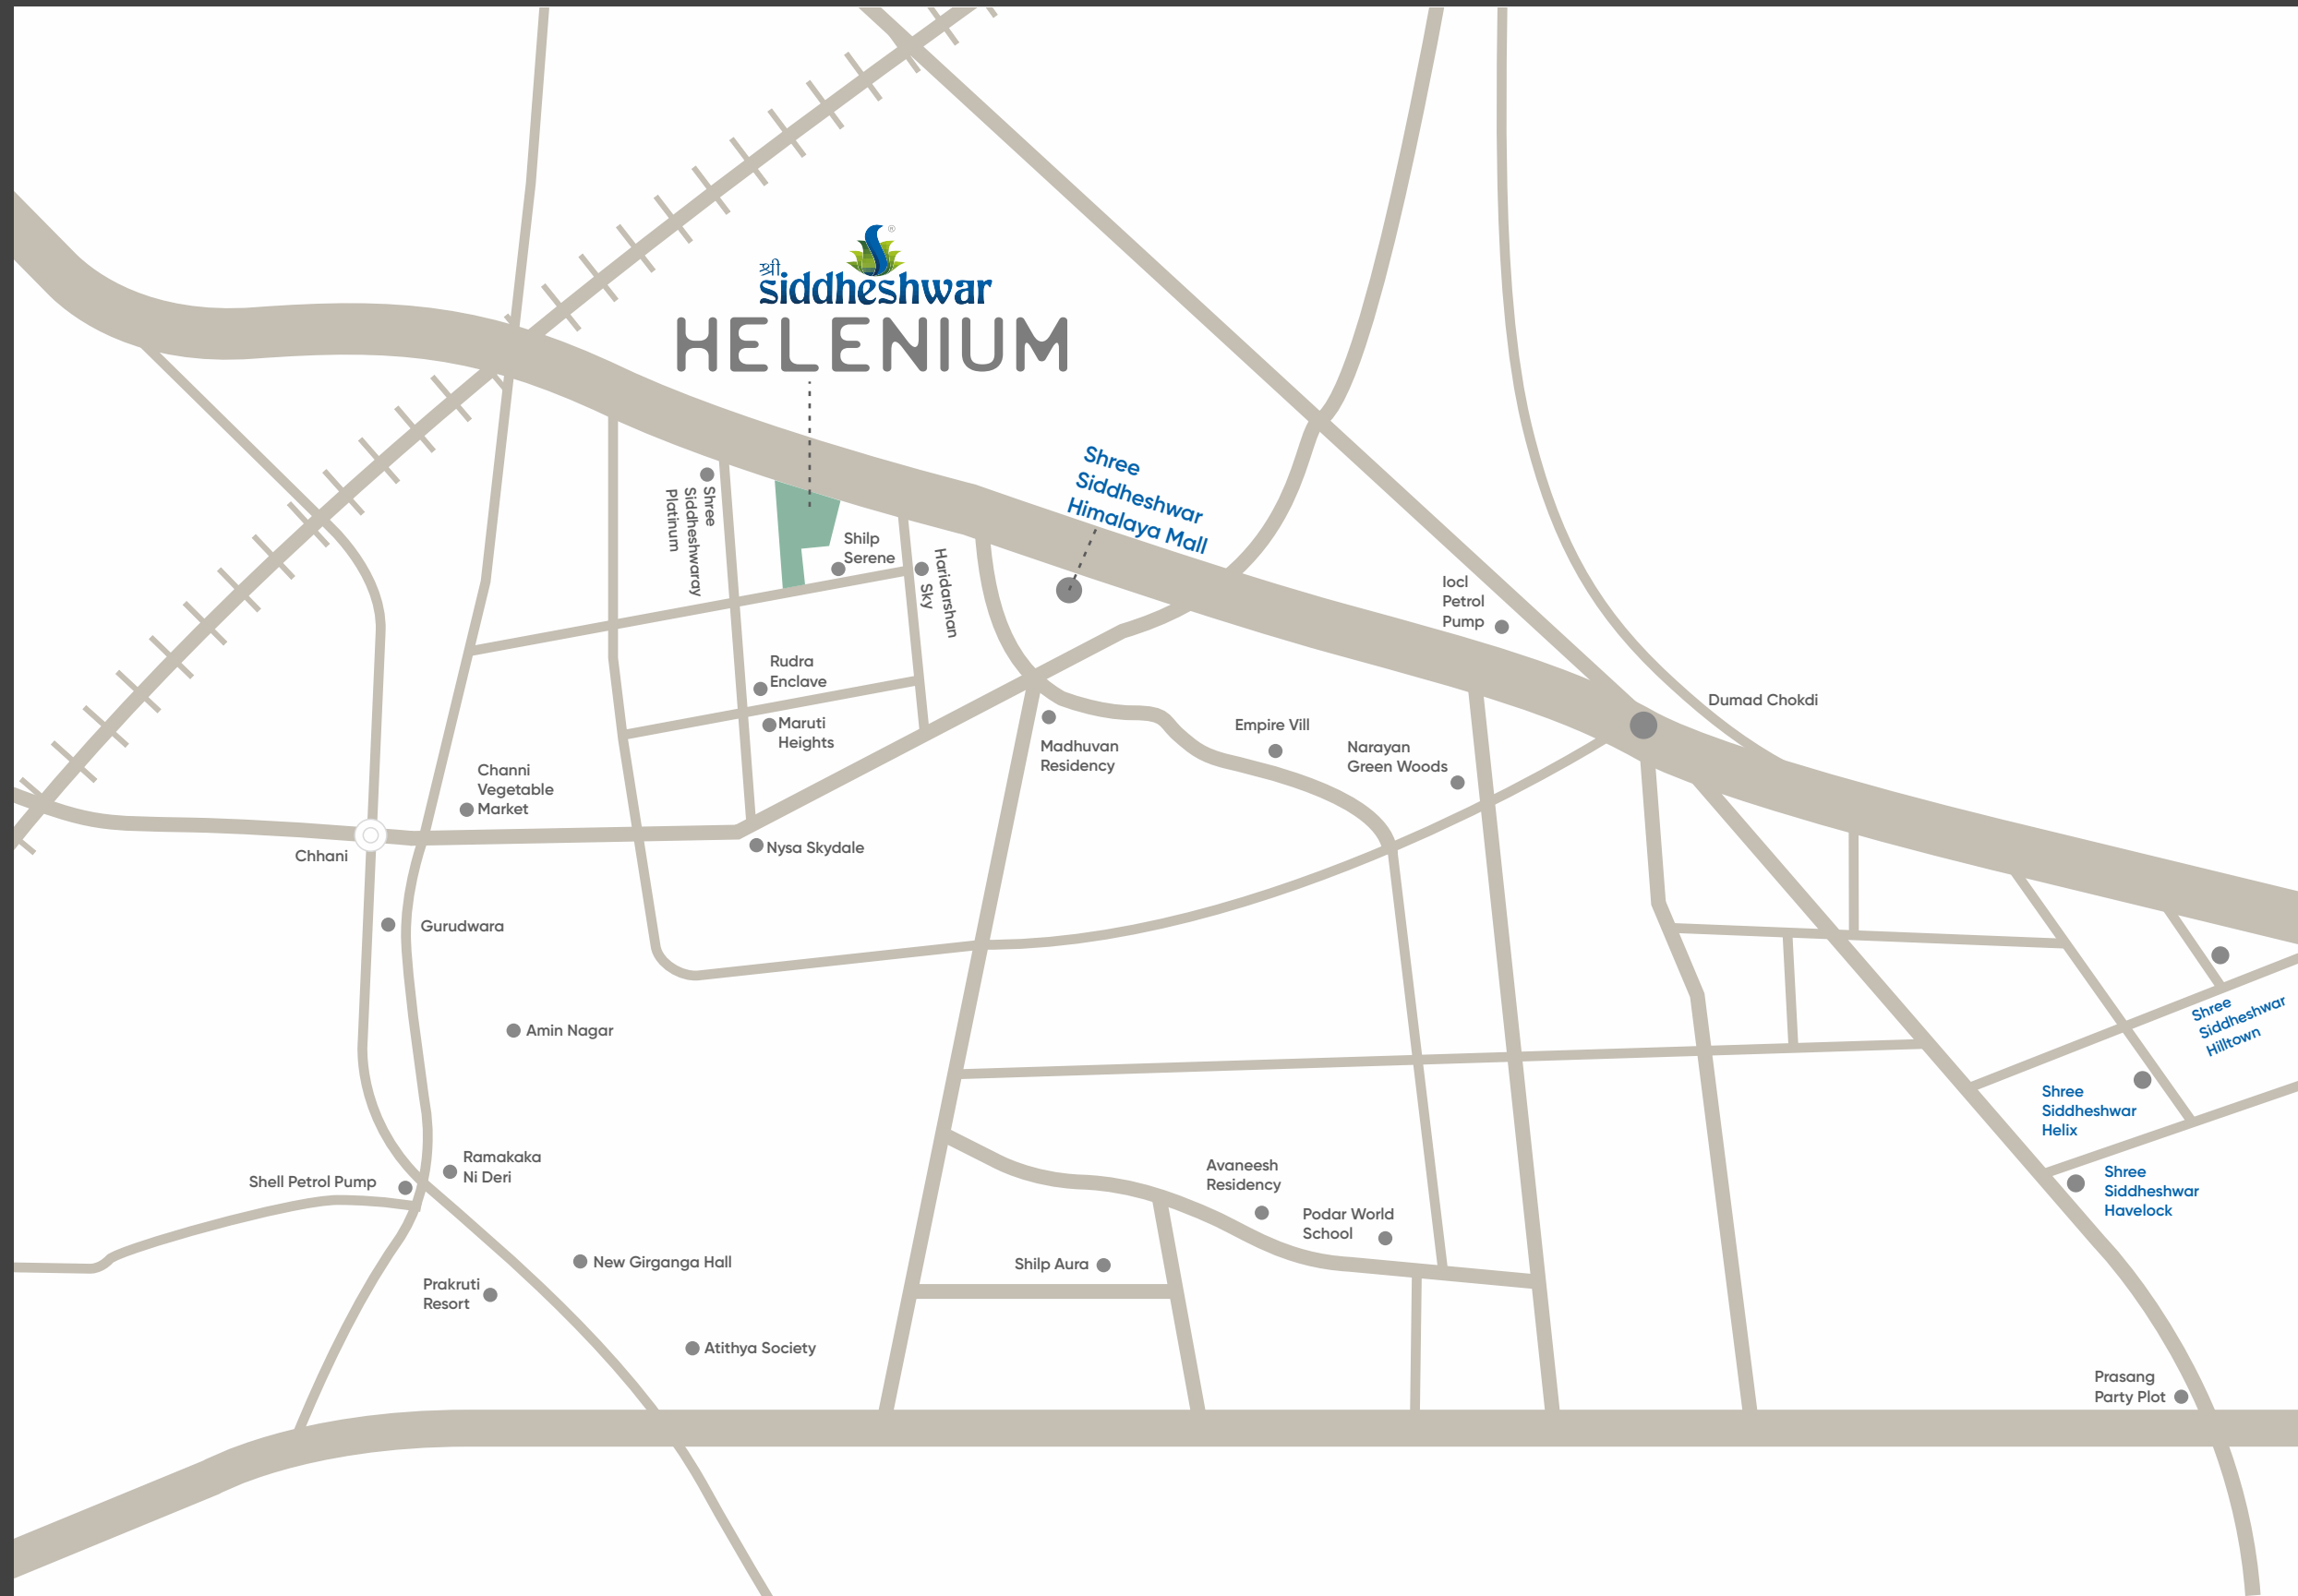 ®
श्री
siddheshwar
HELENIUM
Shree
Siddheshwar
Himalaya Mall
Shree
Siddheshwaray
Platinum
Shilp
Serene
Haridarshan
Sky
Iocl
Petrol
Pump
Rudra
Enclave
Dumad Chokdi
Maruti
Heights
Madhuvan
Residency
Empire Vill
Narayan
Green Woods
Channi
Vegetable
Market
Chhani
Nysa Skydale
Gurudwara
Amin Nagar
Shree
Siddheshwar
Hilltown
Shree
Siddheshwar
Helix
Ramakaka
Ni Deri
Shell Petrol Pump
Avaneesh
Residency
Shree
Siddheshwar
Havelock
Podar World
School
New Girganga Hall
Shilp Aura
Prakruti
Resort
Atithya Society
Prasang
Party Plot